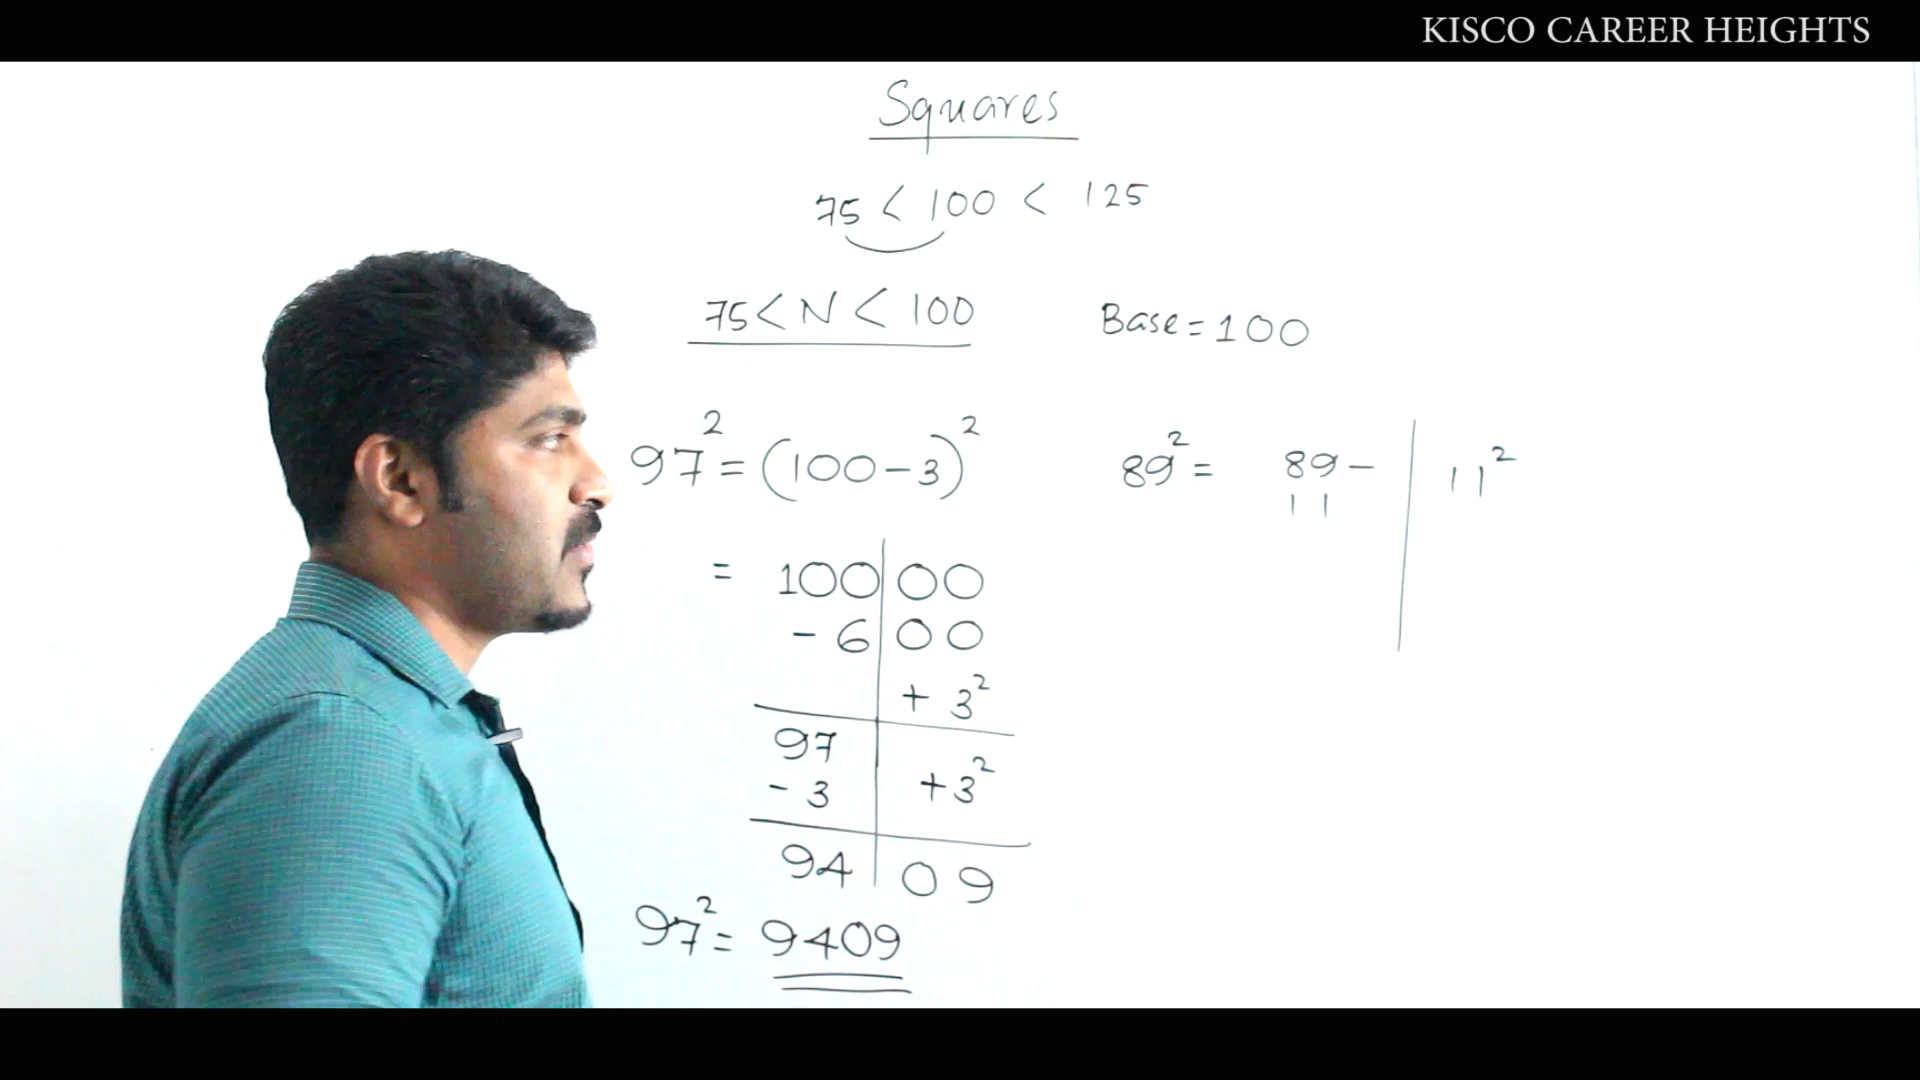 KISCO CAREER HEIGHTS
Squares
75 < 100 < 125
75 < N < 100
Base = 100
97² = (100 - 3)²
= 100|00
- 6|00
+ 3²
97
- 3 | + 3²
94 | 09
97² = 9409
89² = 89 - | 11²
11